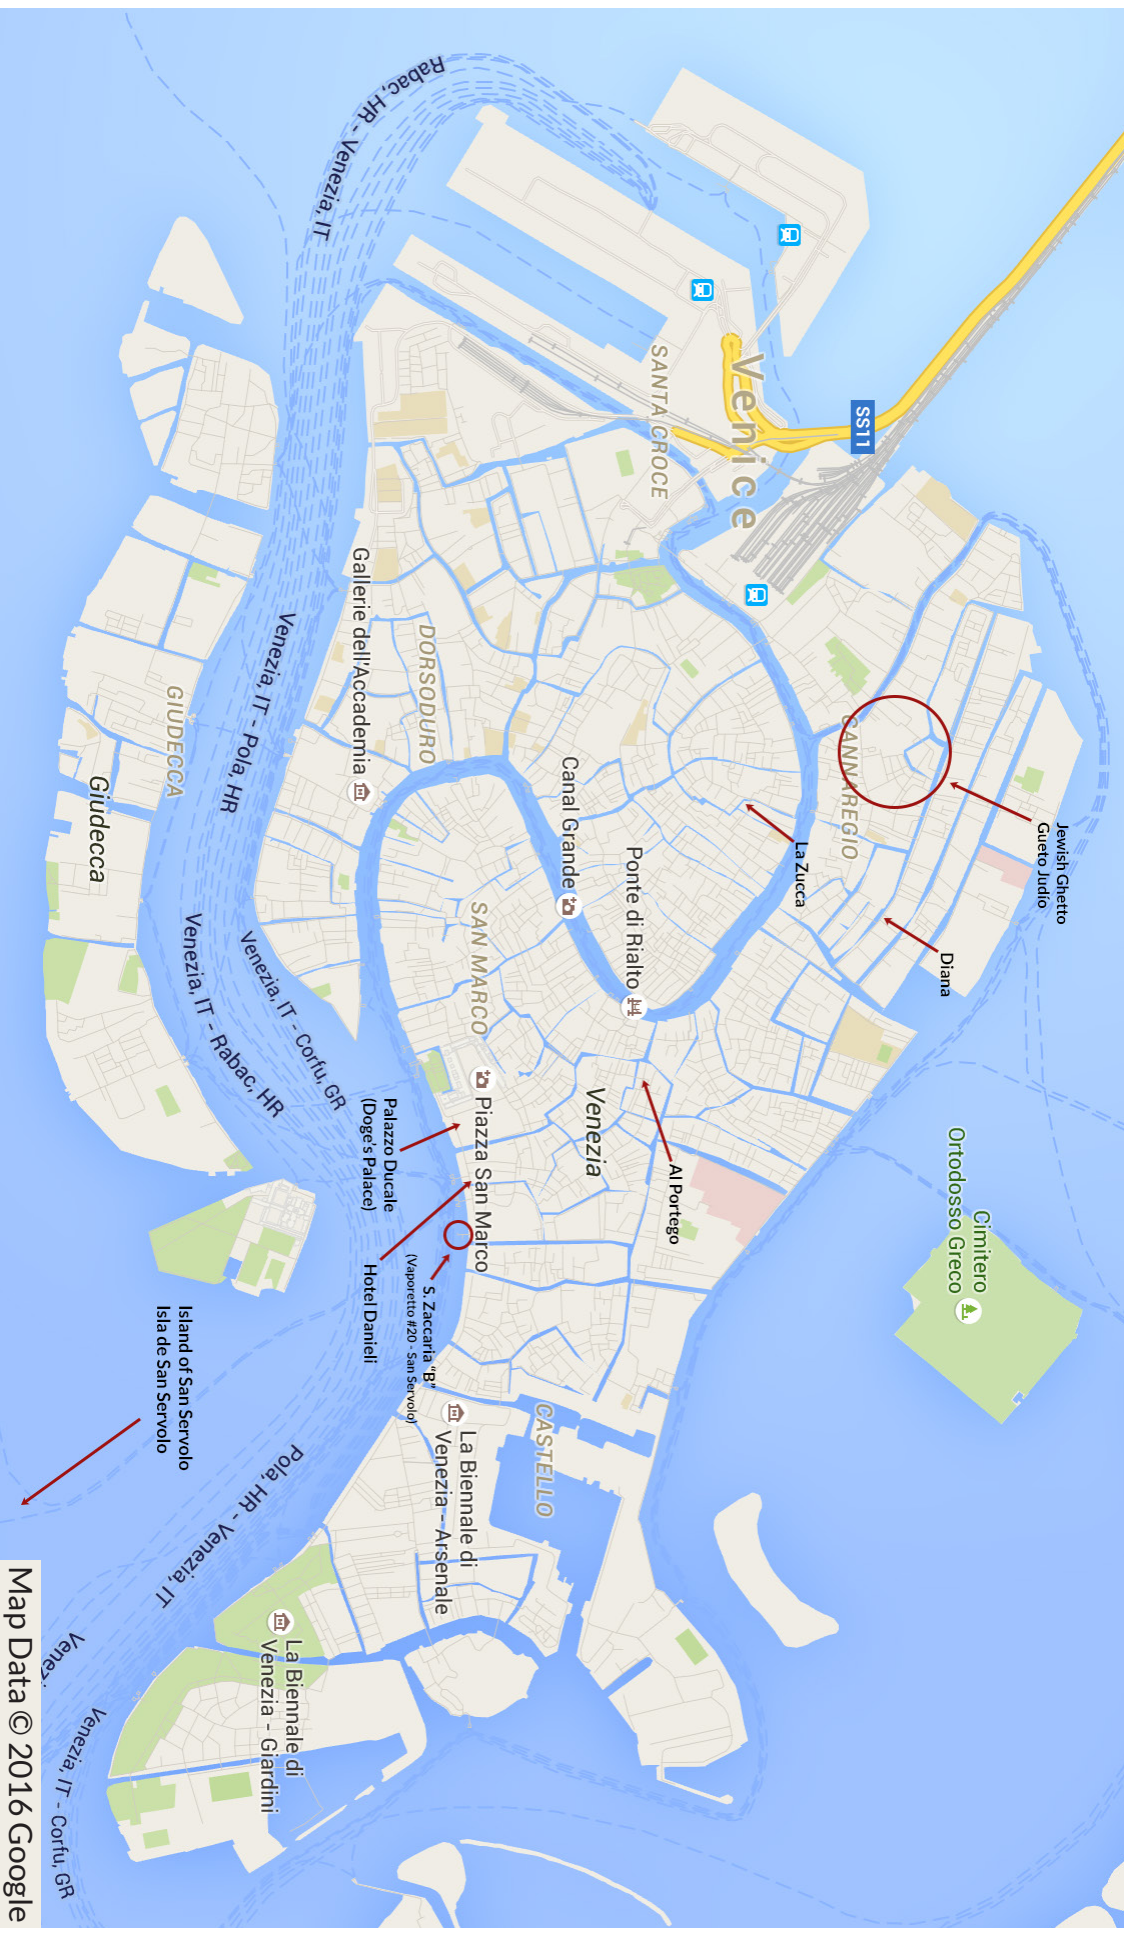 Jewish Ghetto
Gueto Judio
Cimitero
Ortodosso Greco
Diana
SS11
CANNAREGIO
La Zucca
Venice
Al Portego
SANTA CROCE
Ponte di Rialto
Venezia
Canal Grande
CASTELLO
SAN MARCO
Piazza San Marco
La Biennale di
Venezia - Arsenale
DORSODURO
S. Zaccaria "B"
(Vaporetto #20 - San Servolo)
Rabac, HR - Venezia, IT
Palazzo Ducale
(Doge's Palace)
Hotel Danieli
Gallerie dell'Accademia
La Biennale di
Venezia - Giardini
Venezia, IT - Pola, HR
Venezia, IT - Corfu, GR
Venezia, IT - Rabac, HR
Pola, HR - Venezia, IT
Island of San Servolo
Isla de San Servolo
GIUDECCA
Giudecca
Venezi
Venezia, IT - Corfu, GR
Map Data © 2016 Google